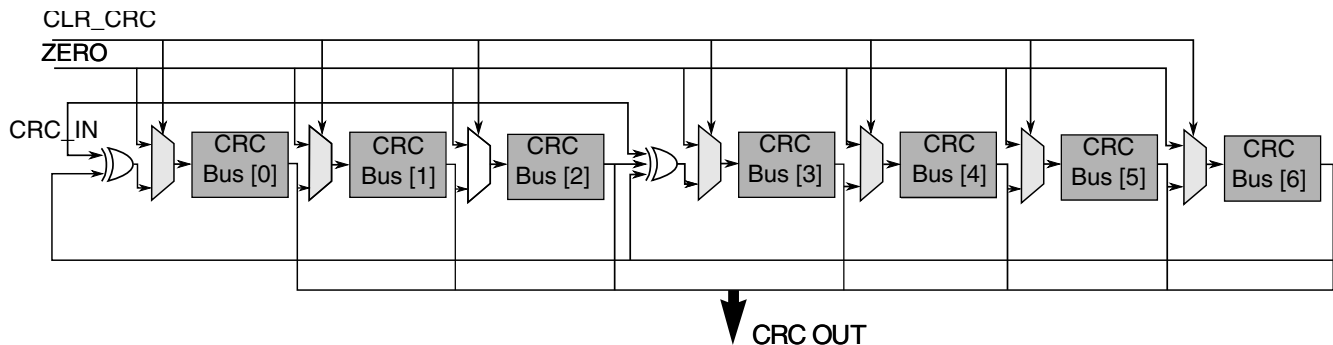 CLR_CRC
ZERO
CRC_IN
CRC
Bus [0]
CRC
Bus [1]
CRC
Bus [2]
CRC
Bus [3]
CRC
Bus [4]
CRC
Bus [5]
CRC
Bus [6]
CRC OUT